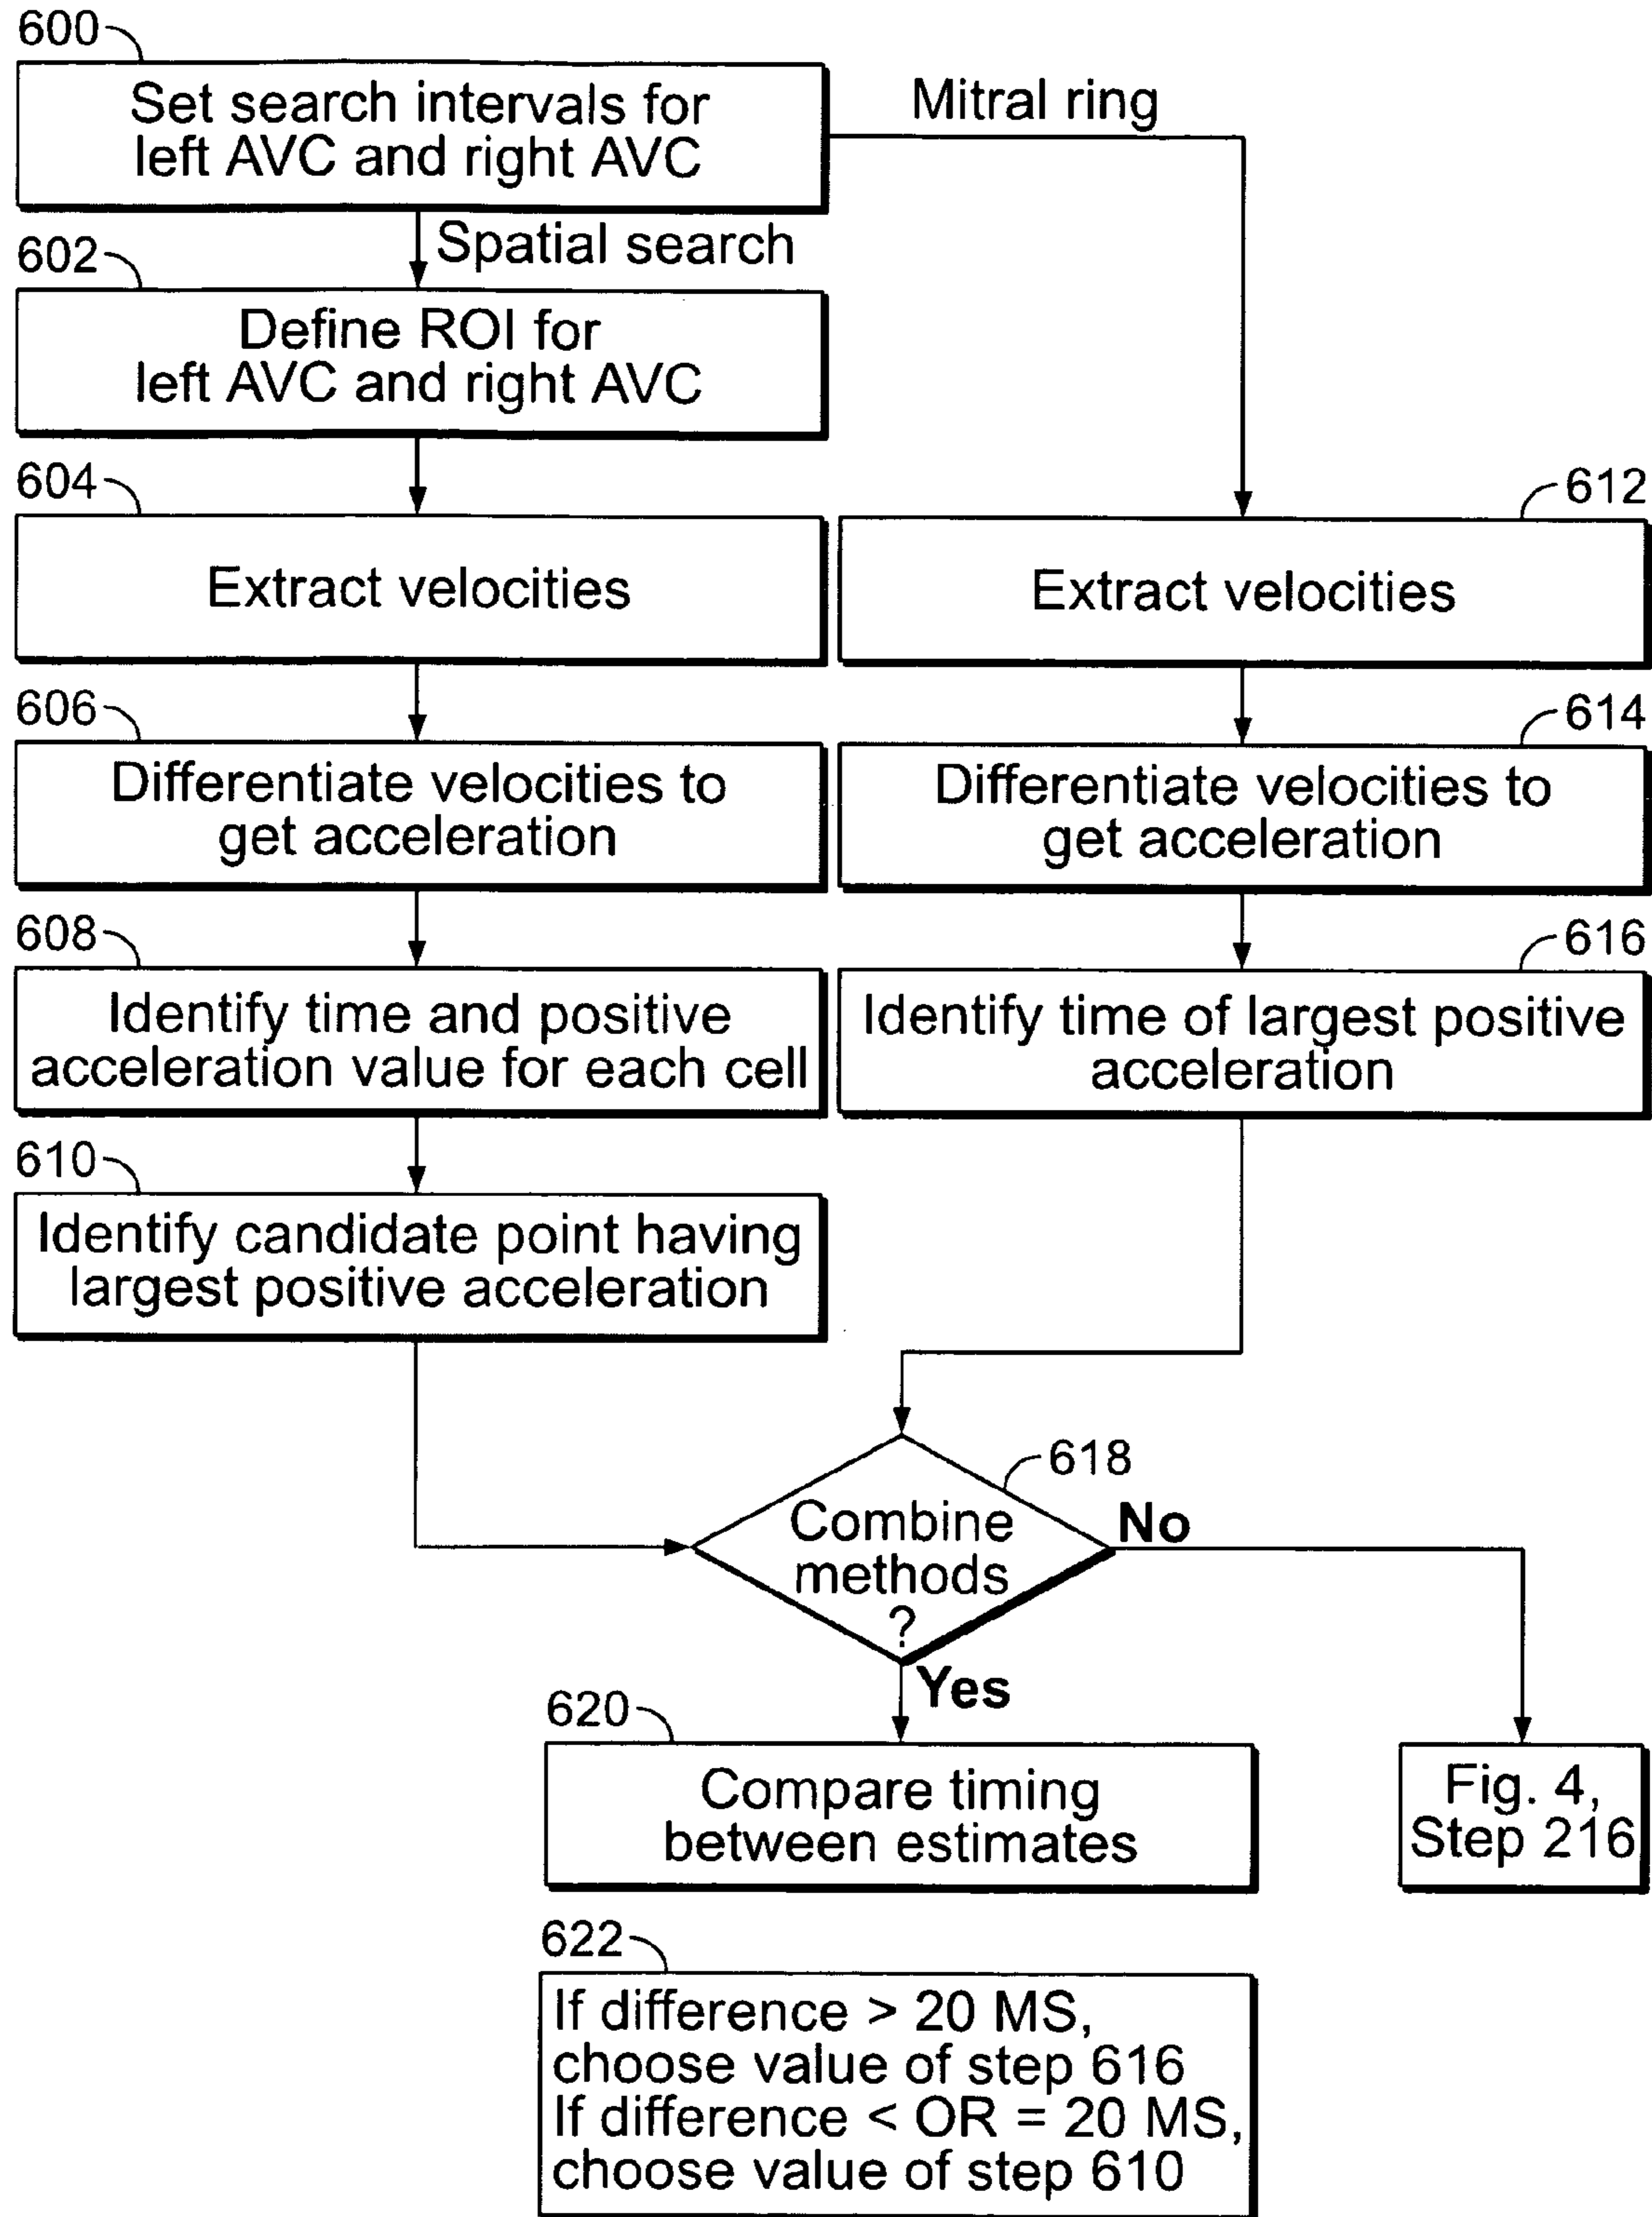 600
Set search intervals for
left AVC and right AVC
Mitral ring
Spatial search
602
Define ROI for
left AVC and right AVC
604
Extract velocities
612
Extract velocities
606
Differentiate velocities to
get acceleration
614
Differentiate velocities to
get acceleration
608
Identify time and positive
acceleration value for each cell
616
Identify time of largest positive
acceleration
610
Identify candidate point having
largest positive acceleration
618
Combine
methods
?
No
Yes
620
Compare timing
between estimates
Fig. 4,
Step 216
622
If difference > 20 MS,
choose value of step 616
If difference < OR = 20 MS,
choose value of step 610